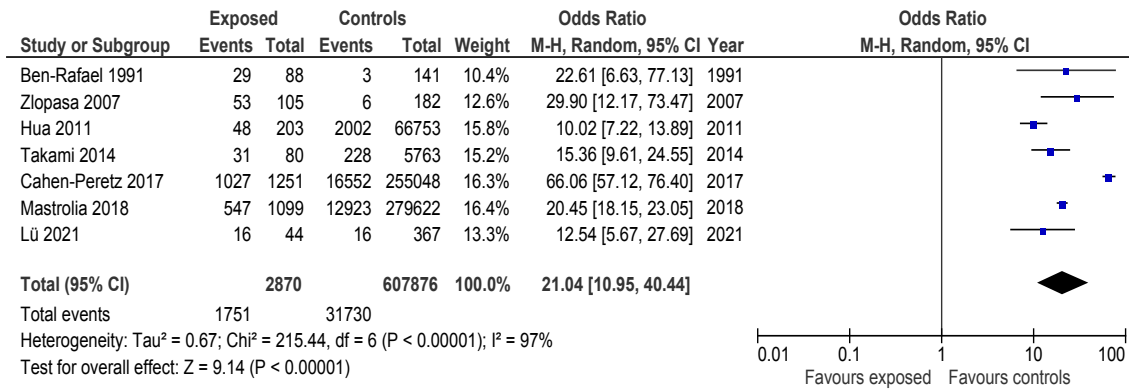 Exposed Controls Odds Ratio Odds Ratio
Study or Subgroup Events Total Events Total Weight M-H, Random, 95% CI Year M-H, Random, 95% CI
Ben-Rafael 1991 29 88 3 141 10.4% 22.61 [6.63, 77.13] 1991
Zlopasa 2007 53 105 6 182 12.6% 29.90 [12.17, 73.47] 2007
Hua 2011 48 203 2002 66753 15.8% 10.02 [7.22, 13.89] 2011
Takami 2014 31 80 228 5763 15.2% 15.36 [9.61, 24.55] 2014
Cahen-Peretz 2017 1027 1251 16552 255048 16.3% 66.06 [57.12, 76.40] 2017
Mastrolia 2018 547 1099 12923 279622 16.4% 20.45 [18.15, 23.05] 2018
Lü 2021 16 44 16 367 13.3% 12.54 [5.67, 27.69] 2021
Total (95% CI) 2870 607876 100.0% 21.04 [10.95, 40.44]
Total events 1751 31730
Heterogeneity: Tau² = 0.67; Chi² = 215.44, df = 6 (P < 0.00001); I² = 97%
Test for overall effect: Z = 9.14 (P < 0.00001)
0.01 0.1 1 10 100
Favours exposed Favours controls